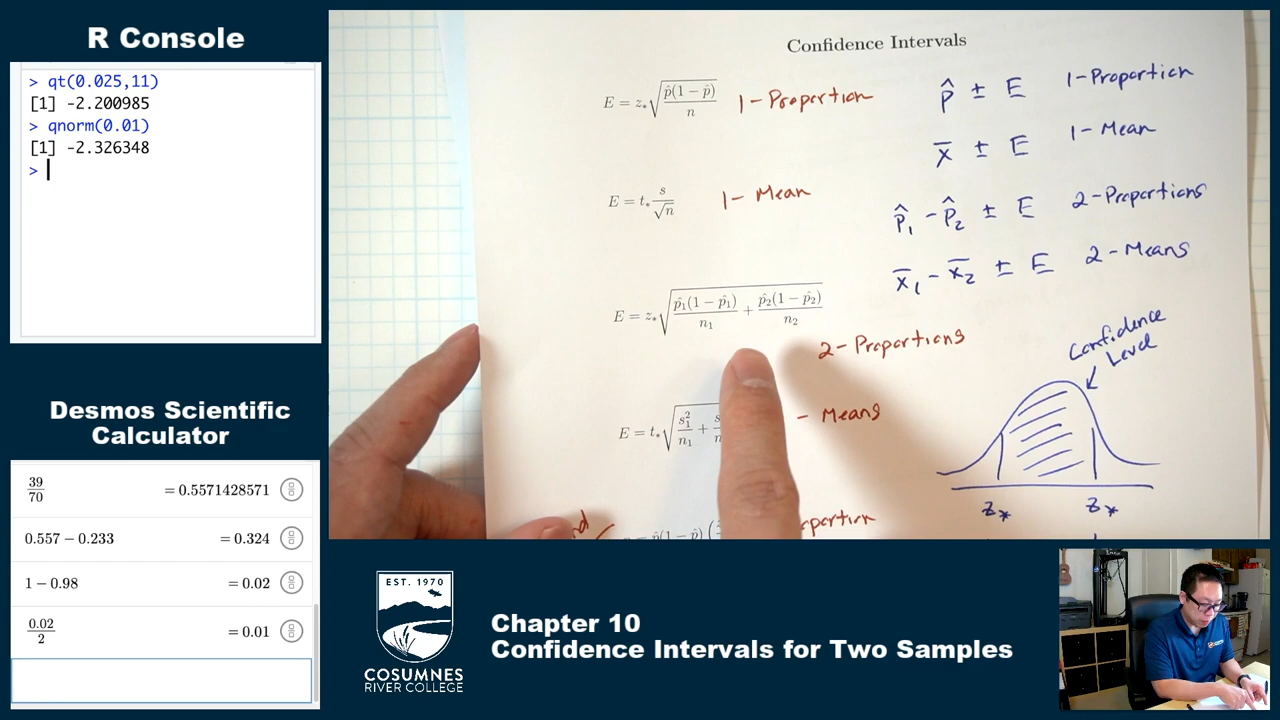 R Console
> qt(0.025,11)
[1] -2.200985
> qnorm(0.01)
[1] -2.326348
>
Desmos Scientific
Calculator
39/70 = 0.5571428571
0.557 − 0.233 = 0.324
1 − 0.98 = 0.02
0.02/2 = 0.01
Confidence Intervals
E = z* √(p̂(1 − p̂)/n) 1-Proportion
E = t* s/√n 1- Mean
E = z* √(p̂1(1 − p̂1)/n1 + p̂2(1 − p̂2)/n2)
2-Proportions
E = t* √(s1²/n1 +
- Means
p̂ ± E 1-Proportion
x̄ ± E 1-Mean
p̂1 - p̂2 ± E 2-Proportions
x̄1 - x̄2 ± E 2-Means
Confidence
Level
z* z*
EST. 1970
COSUMNES
RIVER COLLEGE
Chapter 10
Confidence Intervals for Two Samples